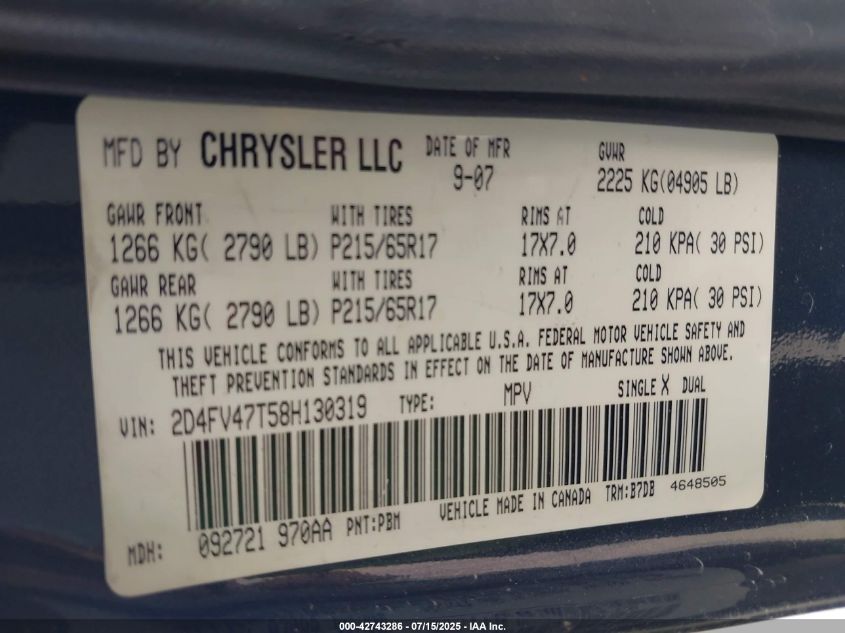 MFD BY CHRYSLER LLC DATE OF MFR GVWR
9-07 2225 KG(04905 LB)
GAWR FRONT WITH TIRES RIMS AT COLD
1266 KG( 2790 LB) P215/65R17 17X7.0 210 KPA( 30 PSI)
GAWR REAR WITH TIRES RIMS AT COLD
1266 KG( 2790 LB) P215/65R17 17X7.0 210 KPA( 30 PSI)
THIS VEHICLE CONFORMS TO ALL APPLICABLE U.S.A. FEDERAL MOTOR VEHICLE SAFETY AND
THEFT PREVENTION STANDARDS IN EFFECT ON THE DATE OF MANUFACTURE SHOWN ABOVE.
VIN: 2D4FV47T58H130319 TYPE: MPV SINGLE X DUAL
MDH: 092721 970AA PNT:PBM VEHICLE MADE IN CANADA TRM:B7DB 4648505
000-42743286 - 07/15/2025 - IAA Inc.